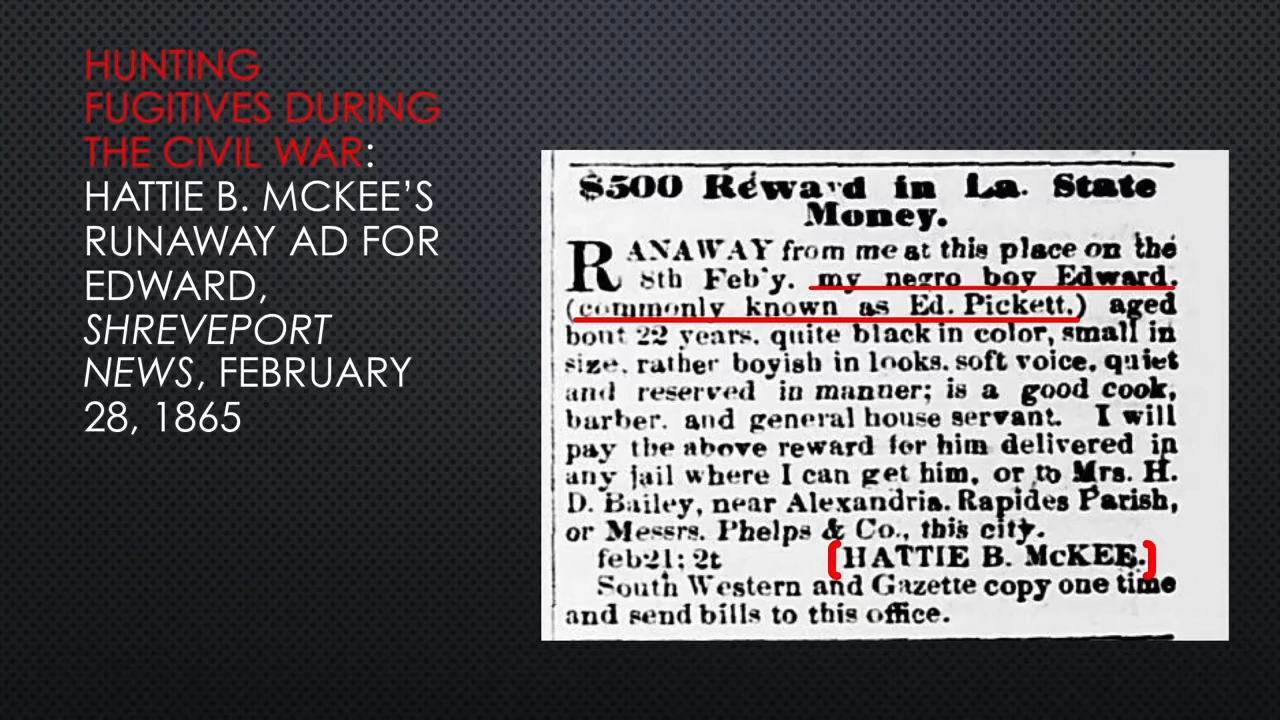 HUNTING
FUGITIVES DURING
THE CIVIL WAR:
HATTIE B. MCKEE’S
RUNAWAY AD FOR
EDWARD,
SHREVEPORT
NEWS, FEBRUARY
28, 1865
$500 Reward in La. State
Money.
RANAWAY from me at this place on the
8th Feb'y. my negro boy Edward,
(commonly known as Ed. Pickett.) aged
bout 22 years, quite black in color, small in
size, rather boyish in looks, soft voice, quiet
and reserved in manner; is a good cook,
barber, and general house servant. I will
pay the above reward for him delivered in
any jail where I can get him, or to Mrs. H.
D. Bailey, near Alexandria, Rapides Parish,
or Messrs. Phelps & Co., this city.
feb21; 2t HATTIE B. McKEE.
South Western and Gazette copy one time
and send bills to this office.